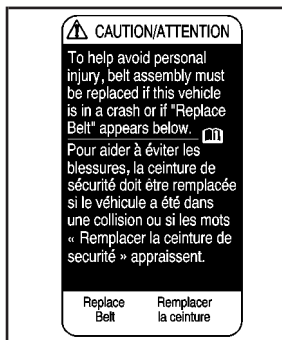 CAUTION/ATTENTION
To help avoid personal
injury, belt assembly must
be replaced if this vehicle
is in a crash or if "Replace
Belt" appears below.
Pour aider à éviter les
blessures, la ceinture de
sécurité doit être remplacée
si le véhicule a été dans
une collision ou si les mots
« Remplacer la ceinture de
securité » appraissent.
Replace Remplacer
Belt la ceinture